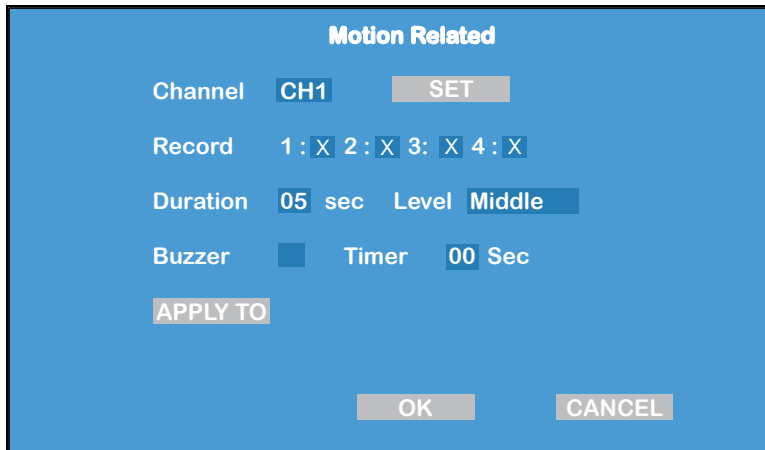 Motion Related
Channel CH1 SET
Record 1 : X 2 : X 3: X 4 : X
Duration 05 sec Level Middle
Buzzer Timer 00 Sec
APPLY TO
OK CANCEL